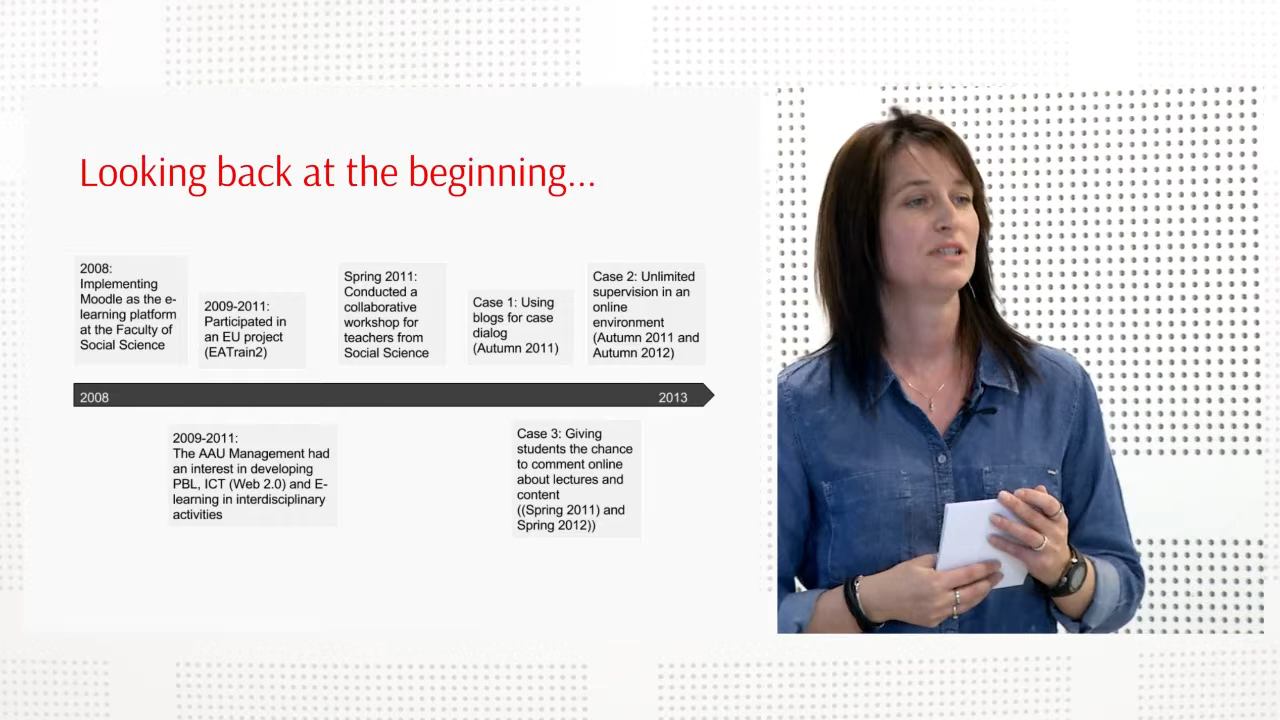 Looking back at the beginning...
2008:
Implementing
Moodle as the e-
learning platform
at the Faculty of
Social Science
2009-2011:
Participated in
an EU project
(EATrain2)
Spring 2011:
Conducted a
collaborative
workshop for
teachers from
Social Science
Case 1: Using
blogs for case
dialog
(Autumn 2011)
Case 2: Unlimited
supervision in an
online
environment
(Autumn 2011 and
Autumn 2012)
2008
2013
2009-2011:
The AAU Management had
an interest in developing
PBL, ICT (Web 2.0) and E-
learning in interdisciplinary
activities
Case 3: Giving
students the chance
to comment online
about lectures and
content
((Spring 2011) and
Spring 2012))